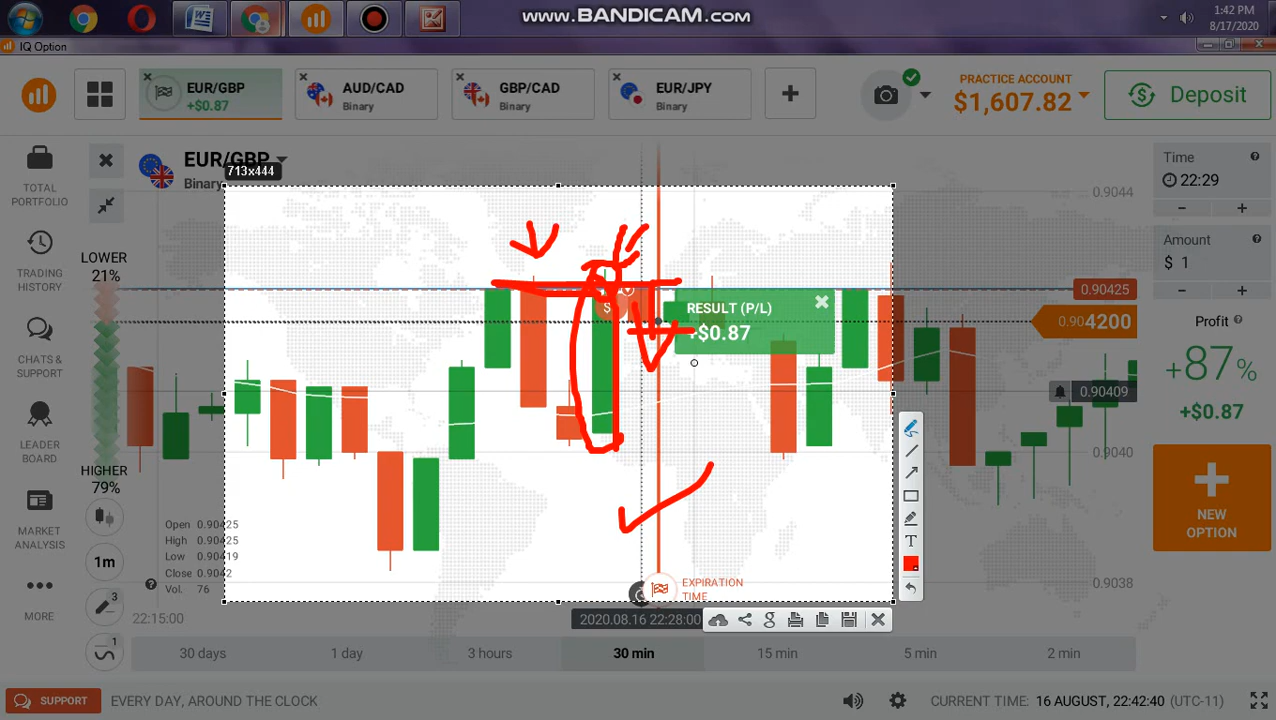 www.BANDICAM.com
1:42 PM
8/17/2020
IQ Option
EUR/GBP
+$0.87
AUD/CAD
Binary
GBP/CAD
Binary
EUR/JPY
Binary
PRACTICE ACCOUNT
$1,607.82
Deposit
TOTAL
PORTFOLIO
TRADING
HISTORY
CHATS &
SUPPORT
LEADER
BOARD
MARKET
ANALYSIS
MORE
EUR/GBP
Binary
713x444
LOWER
21%
HIGHER
79%
1m
3
1
Open 0.90425
High 0.90425
Low 0.90419
Close 0.9042
Vol. 76
22:15:00
$
RESULT (P/L)
+$0.87
EXPIRATION
TIME
2020.08.16 22:28:00
T
g
0.9044
0.90425
0.904200
0.90409
0.9040
0.9038
Time
22:29
Amount
$ 1
Profit
+87%
+$0.87
NEW
OPTION
30 days
1 day
3 hours
30 min
15 min
5 min
2 min
SUPPORT
EVERY DAY, AROUND THE CLOCK
CURRENT TIME: 16 AUGUST, 22:42:40 (UTC-11)